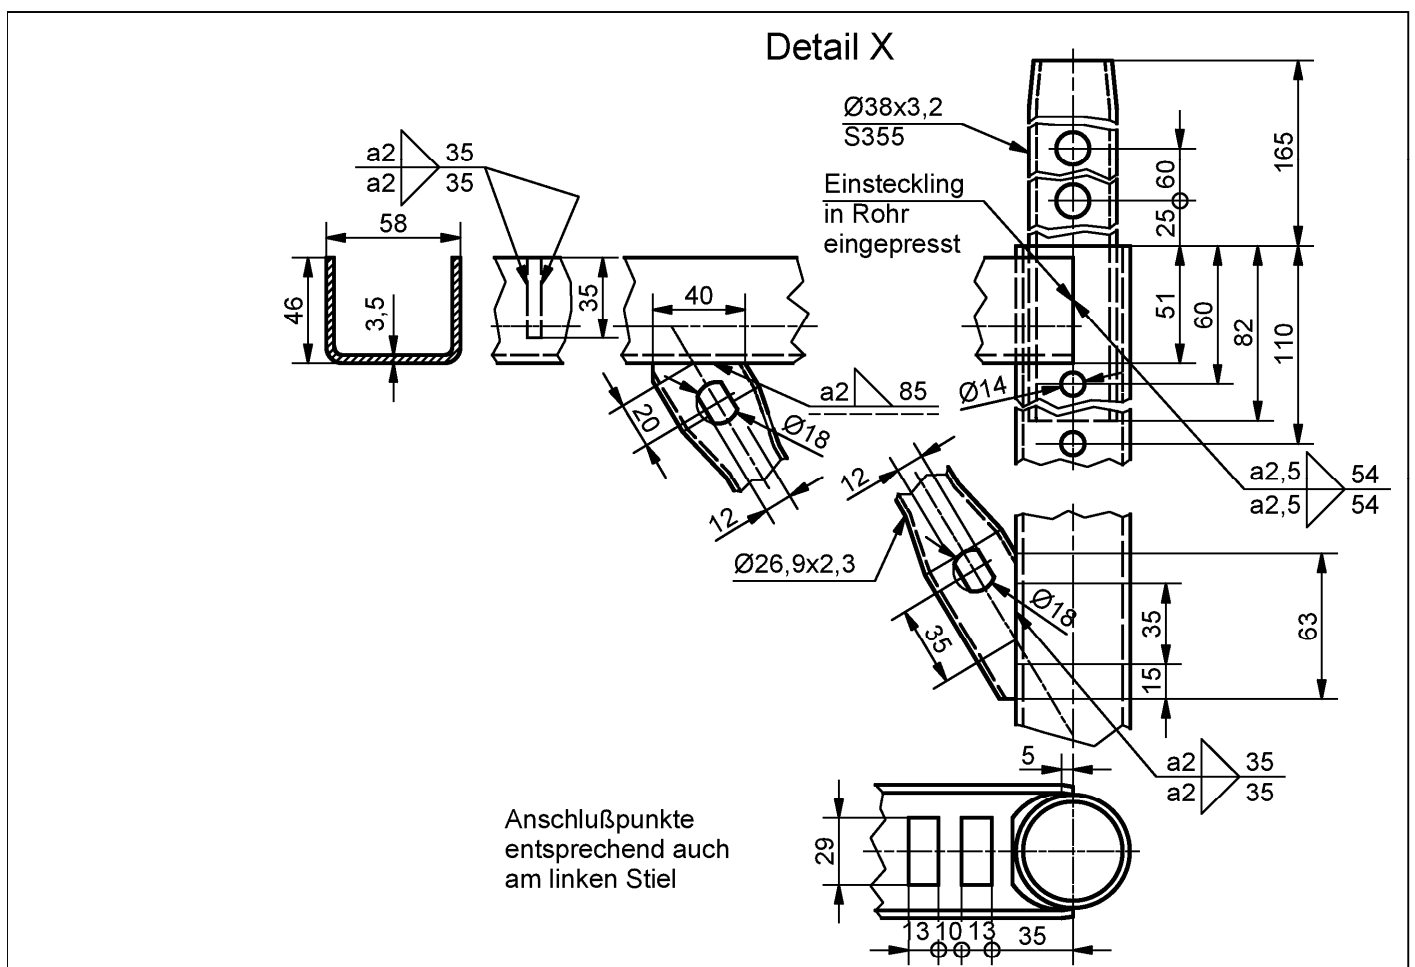 Detail X
Ø38x3,2
S355
a2 35
a2 35
Einsteckling
in Rohr
eingepresst
165
60
25
58
46
3,5
35
40
51
60
82
110
Ø14
a2 85
20
Ø18
12
12
a2,5 54
a2,5 54
Ø26,9x2,3
Ø18
35
35
15
63
5
a2 35
a2 35
Anschlußpunkte
entsprechend auch
am linken Stiel
29
13 10 13 35